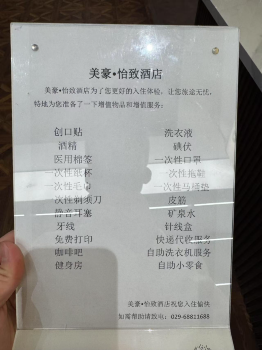 美豪•怡致酒店
美豪•怡致酒店为了您更好的入住体验，让您旅途无忧，
特地为您准备了一下增值物品和增值服务：
创口贴 洗衣液
酒精 碘伏
医用棉签 一次性口罩
一次性纸杯 一次性拖鞋
一次性毛巾 一次性马桶垫
一次性剃须刀 皮筋
静音耳塞 矿泉水
牙线 针线盒
免费打印 快递代收服务
咖啡吧 自助洗衣机服务
健身房 自助小零食
美豪•怡致酒店祝您入住愉快
如需帮助请致电：029-68811688